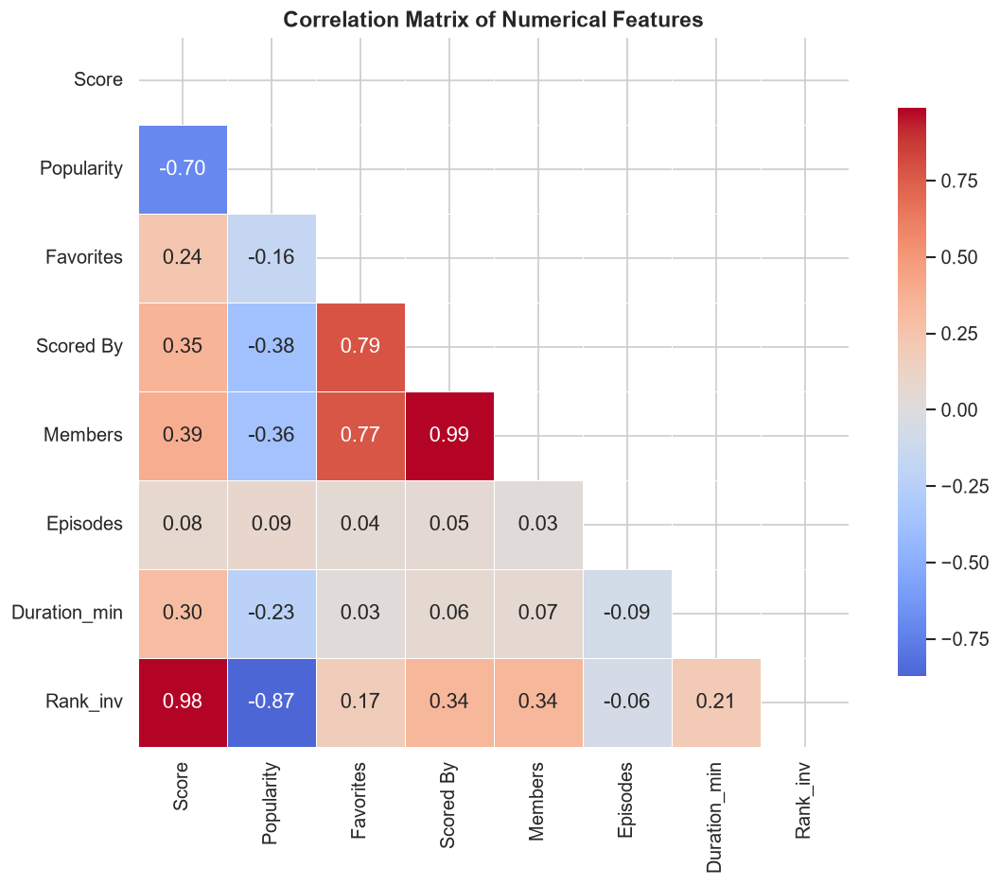 Correlation Matrix of Numerical Features
Score
Popularity -0.70
Favorites 0.24 -0.16
Scored By 0.35 -0.38 0.79
Members 0.39 -0.36 0.77 0.99
Episodes 0.08 0.09 0.04 0.05 0.03
Duration_min 0.30 -0.23 0.03 0.06 0.07 -0.09
Rank_inv 0.98 -0.87 0.17 0.34 0.34 -0.06 0.21
Score
Popularity
Favorites
Scored By
Members
Episodes
Duration_min
Rank_inv
0.75
0.50
0.25
0.00
−0.25
−0.50
−0.75